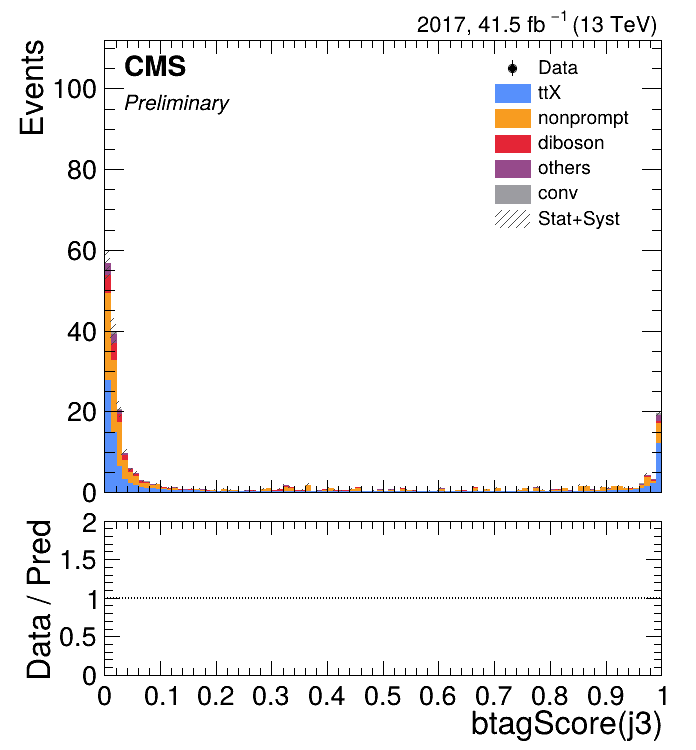 2017, 41.5 fb⁻¹ (13 TeV)
CMS
Preliminary
Events
100
80
60
40
20
0
Data
ttX
nonprompt
diboson
others
conv
Stat+Syst
Data / Pred
2
1.5
1
0.5
0
0 0.1 0.2 0.3 0.4 0.5 0.6 0.7 0.8 0.9 1
btagScore(j3)